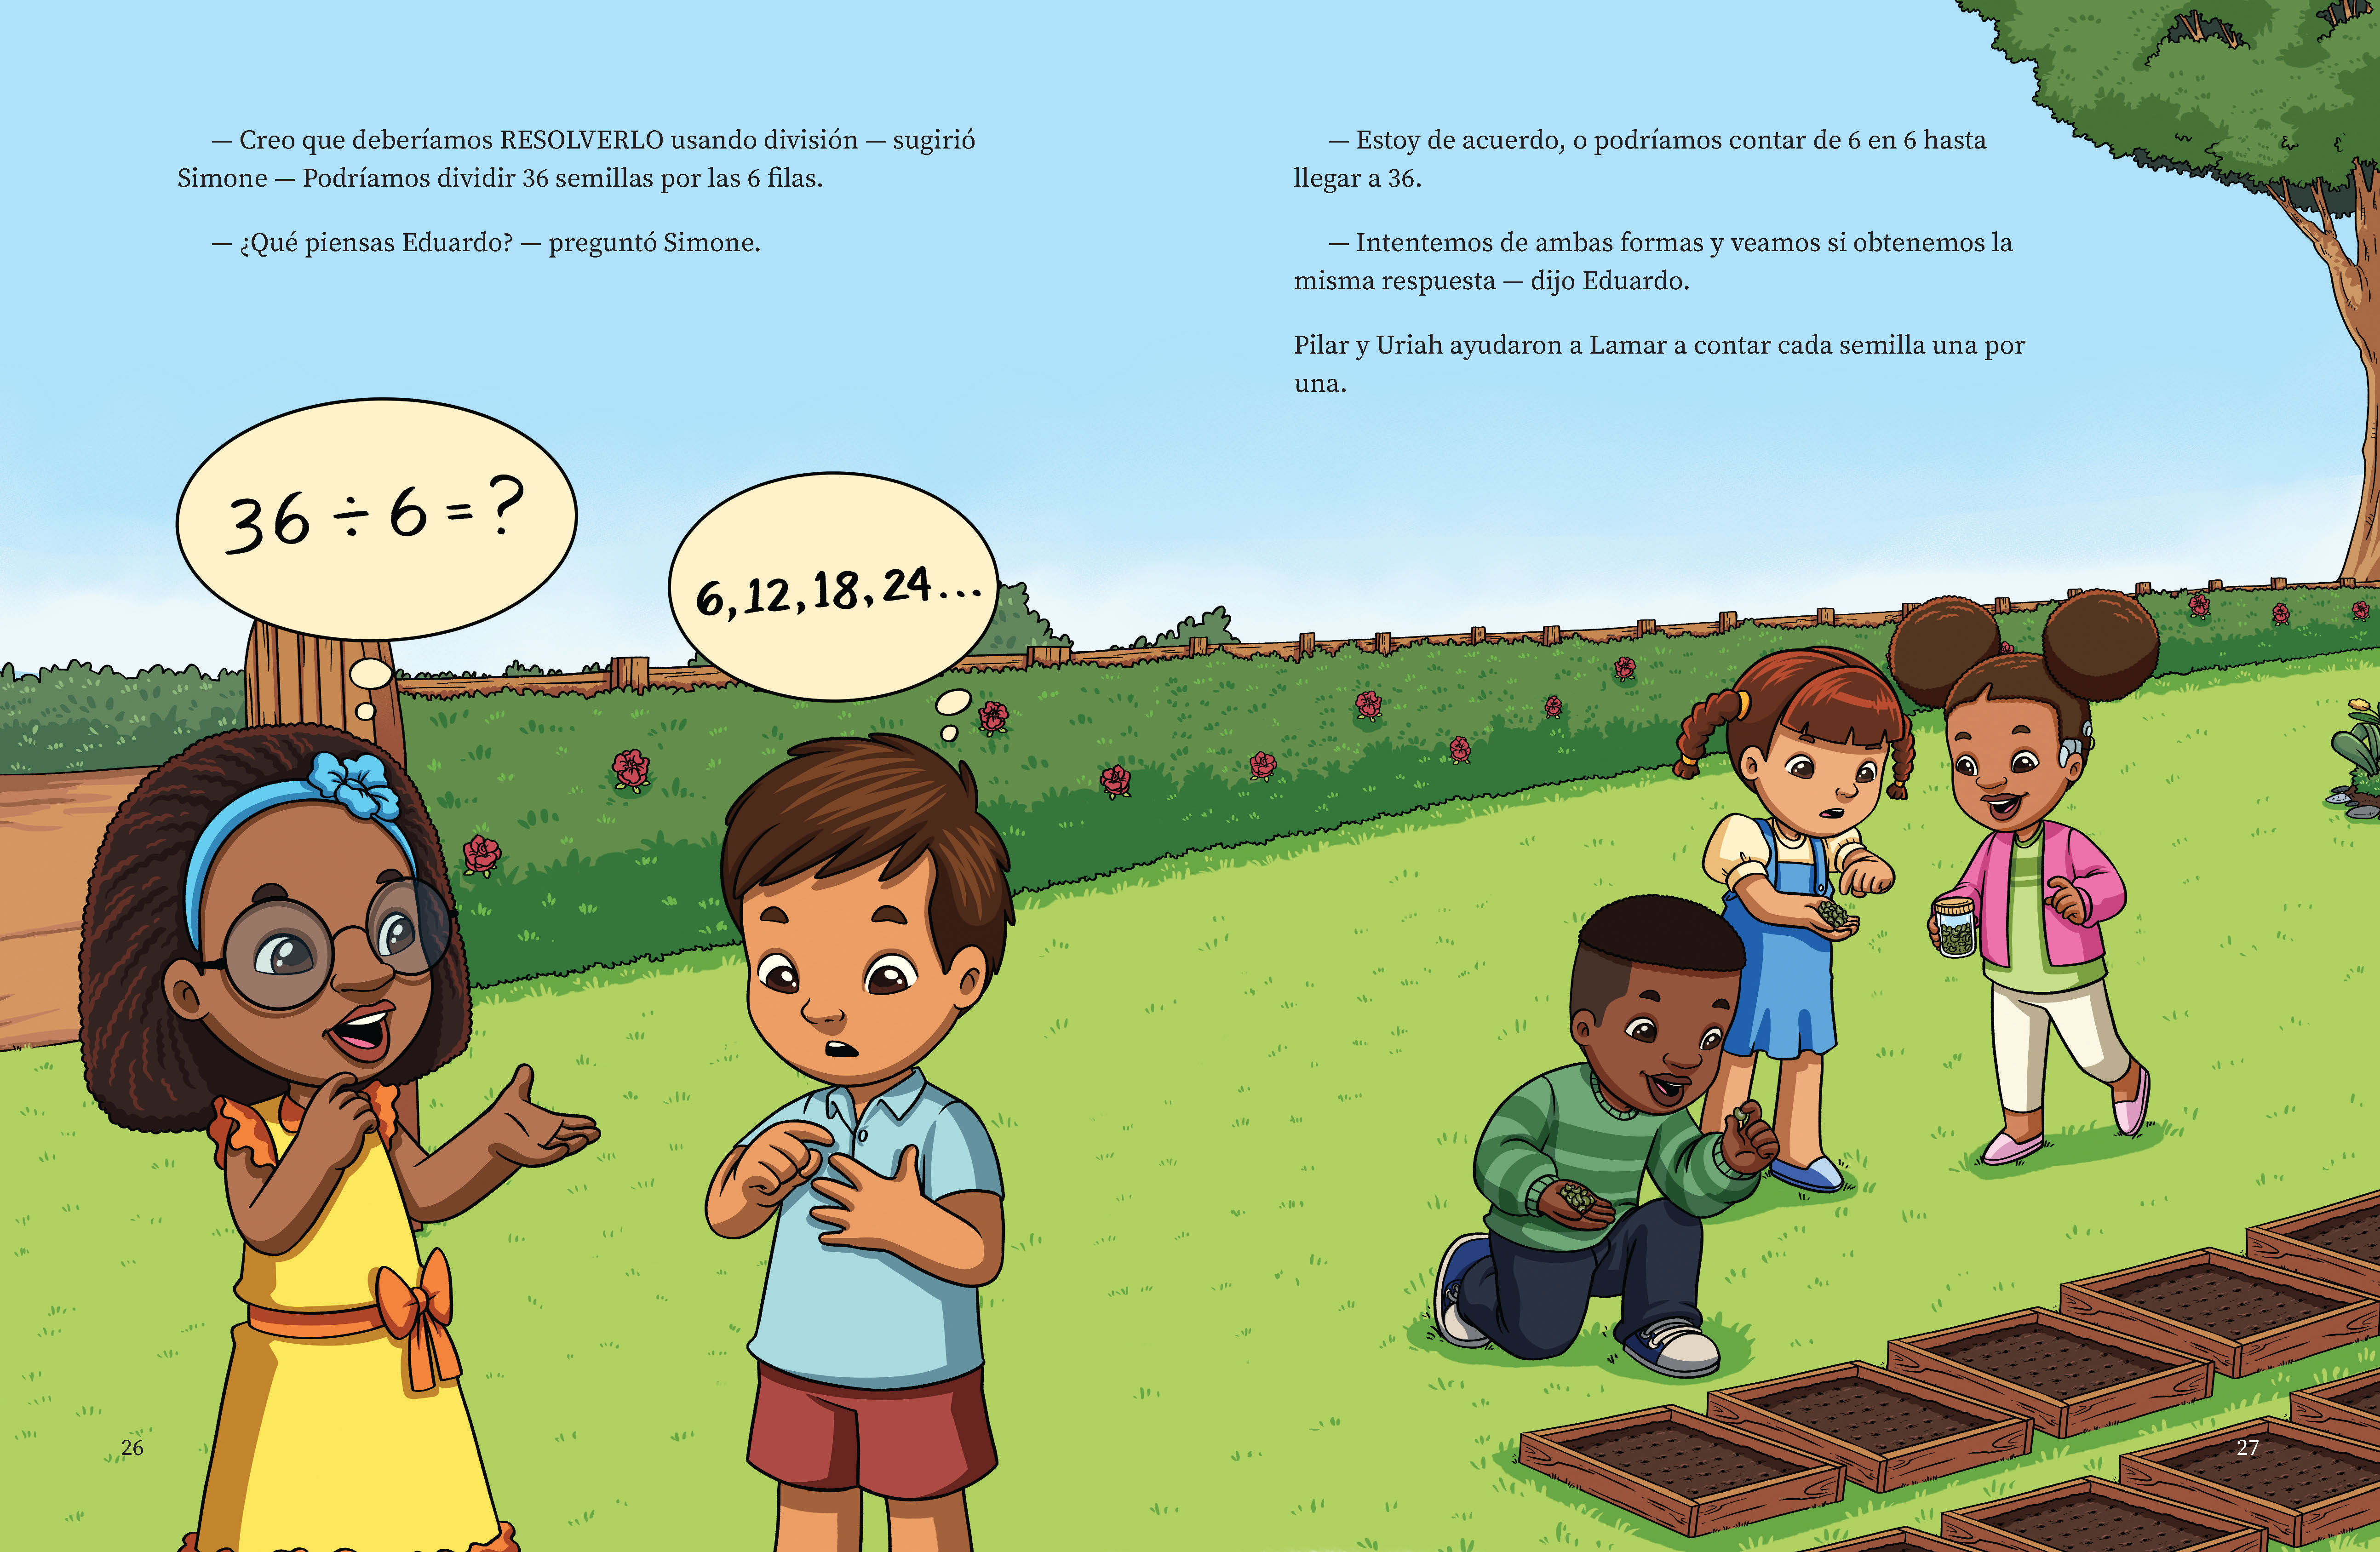 — Creo que deberíamos RESOLVERLO usando división — sugirió
Simone — Podríamos dividir 36 semillas por las 6 filas.
— ¿Qué piensas Eduardo? — preguntó Simone.
36 ÷ 6 = ?
6, 12, 18, 24...
26
— Estoy de acuerdo, o podríamos contar de 6 en 6 hasta
llegar a 36.
— Intentemos de ambas formas y veamos si obtenemos la
misma respuesta — dijo Eduardo.
Pilar y Uriah ayudaron a Lamar a contar cada semilla una por
una.
27